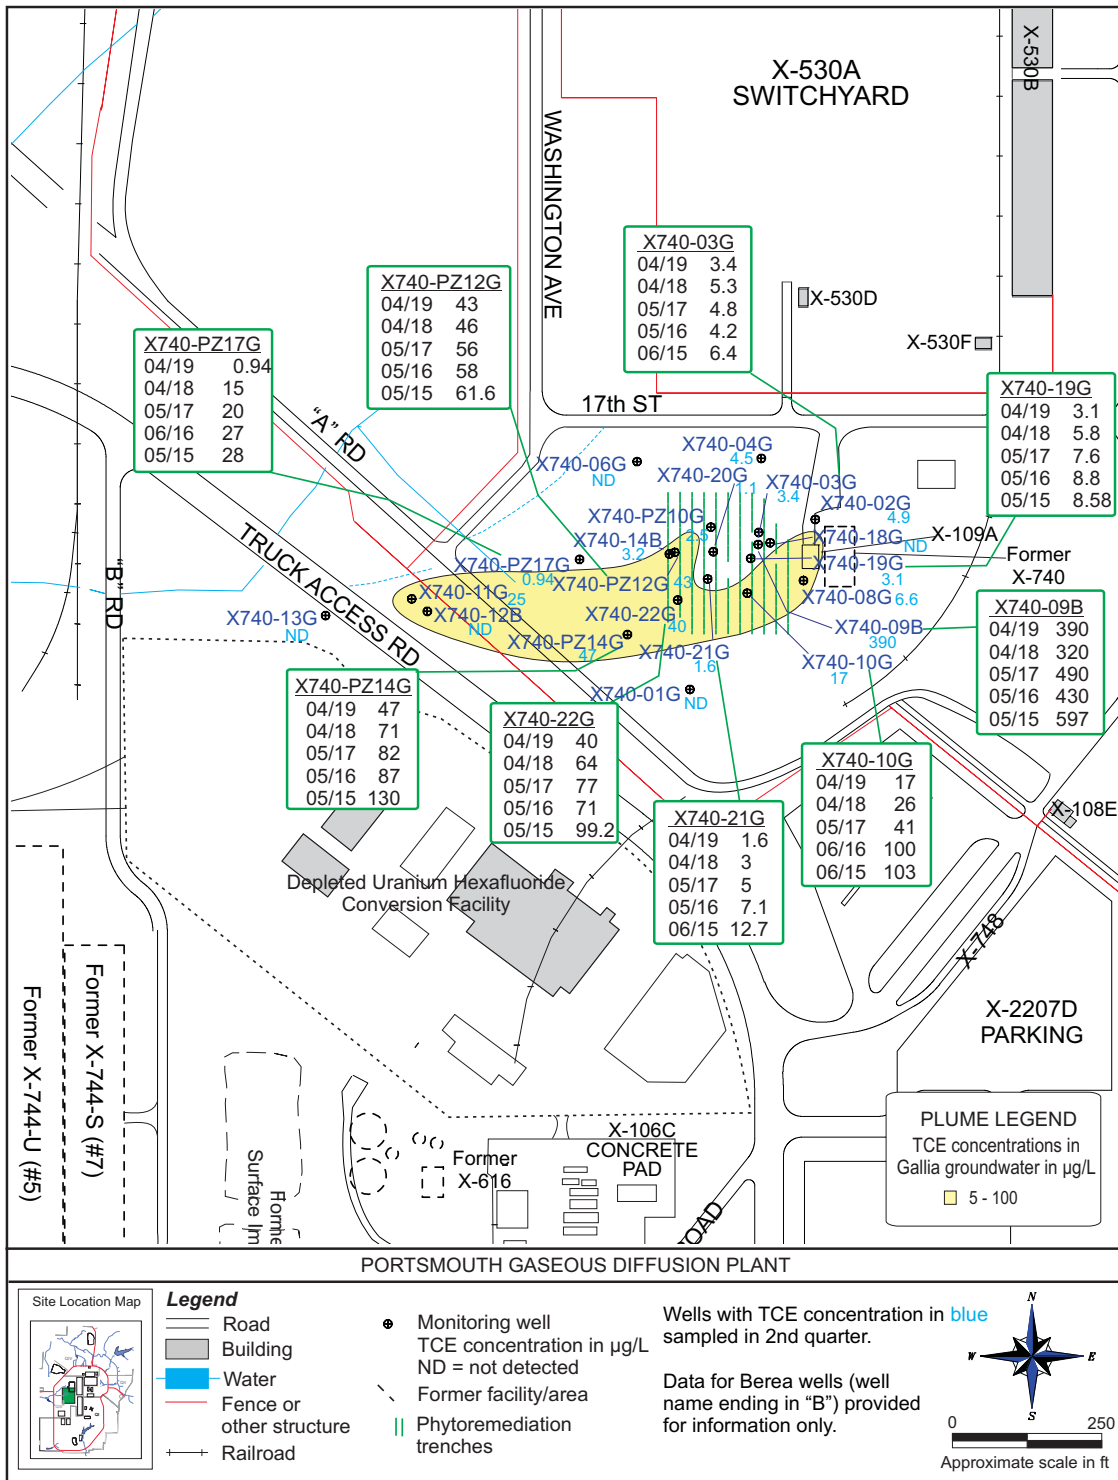 X-530A
SWITCHYARD
X-530B
WASHINGTON AVE
X740-03G
04/19 3.4
04/18 5.3
05/17 4.8
05/16 4.2
06/15 6.4
X-530D
X-530F
X740-PZ12G
04/19 43
04/18 46
05/17 56
05/16 58
05/15 61.6
X740-PZ17G
04/19 0.94
04/18 15
05/17 20
06/16 27
05/15 28
X740-19G
04/19 3.1
04/18 5.8
05/17 7.6
05/16 8.8
05/15 8.58
17th ST
"A" RD
"B" RD
TRUCK ACCESS RD
X740-04G
4.5
X740-06G
ND
X740-20G
1.1
X740-03G
3.4
X740-02G
4.9
X740-PZ10G
2.5
X740-14B
3.2
X740-18G
ND
X-109A
X740-PZ17G
0.94
X740-PZ12G
43
X740-19G
3.1
Former
X-740
X740-11G
25
X740-12B
ND
X740-08G
6.6
X740-13G
ND
X740-22G
40
X740-09B
390
X740-PZ14G
47
X740-21G
1.6
X740-10G
17
X740-01G
ND
X740-09B
04/19 390
04/18 320
05/17 490
05/16 430
05/15 597
X740-PZ14G
04/19 47
04/18 71
05/17 82
05/16 87
05/15 130
X740-22G
04/19 40
04/18 64
05/17 77
05/16 71
05/15 99.2
X740-10G
04/19 17
04/18 26
05/17 41
06/16 100
06/15 103
X740-21G
04/19 1.6
04/18 3
05/17 5
05/16 7.1
06/15 12.7
X-108E
Depleted Uranium Hexafluoride
Conversion Facility
X-748
X-2207D
PARKING
Former X-744-U (#5)
Former X-744-S (#7)
Surface Im
Former
X-616
X-106C
CONCRETE
PAD
ROAD
PLUME LEGEND
TCE concentrations in
Gallia groundwater in µg/L
5 - 100
PORTSMOUTH GASEOUS DIFFUSION PLANT
Site Location Map
Legend
Road
Building
Water
Fence or
other structure
Railroad
Monitoring well
TCE concentration in µg/L
ND = not detected
Former facility/area
Phytoremediation
trenches
Wells with TCE concentration in blue
sampled in 2nd quarter.
Data for Berea wells (well
name ending in "B") provided
for information only.
N
W
E
S
0 250
Approximate scale in ft